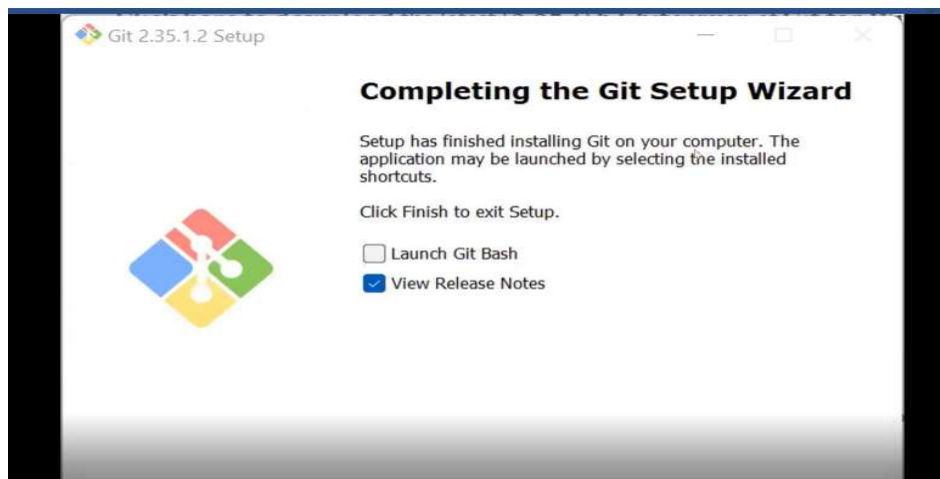 Git 2.35.1.2 Setup
Completing the Git Setup Wizard
Setup has finished installing Git on your computer. The
application may be launched by selecting the installed
shortcuts.
Click Finish to exit Setup.
Launch Git Bash
View Release Notes